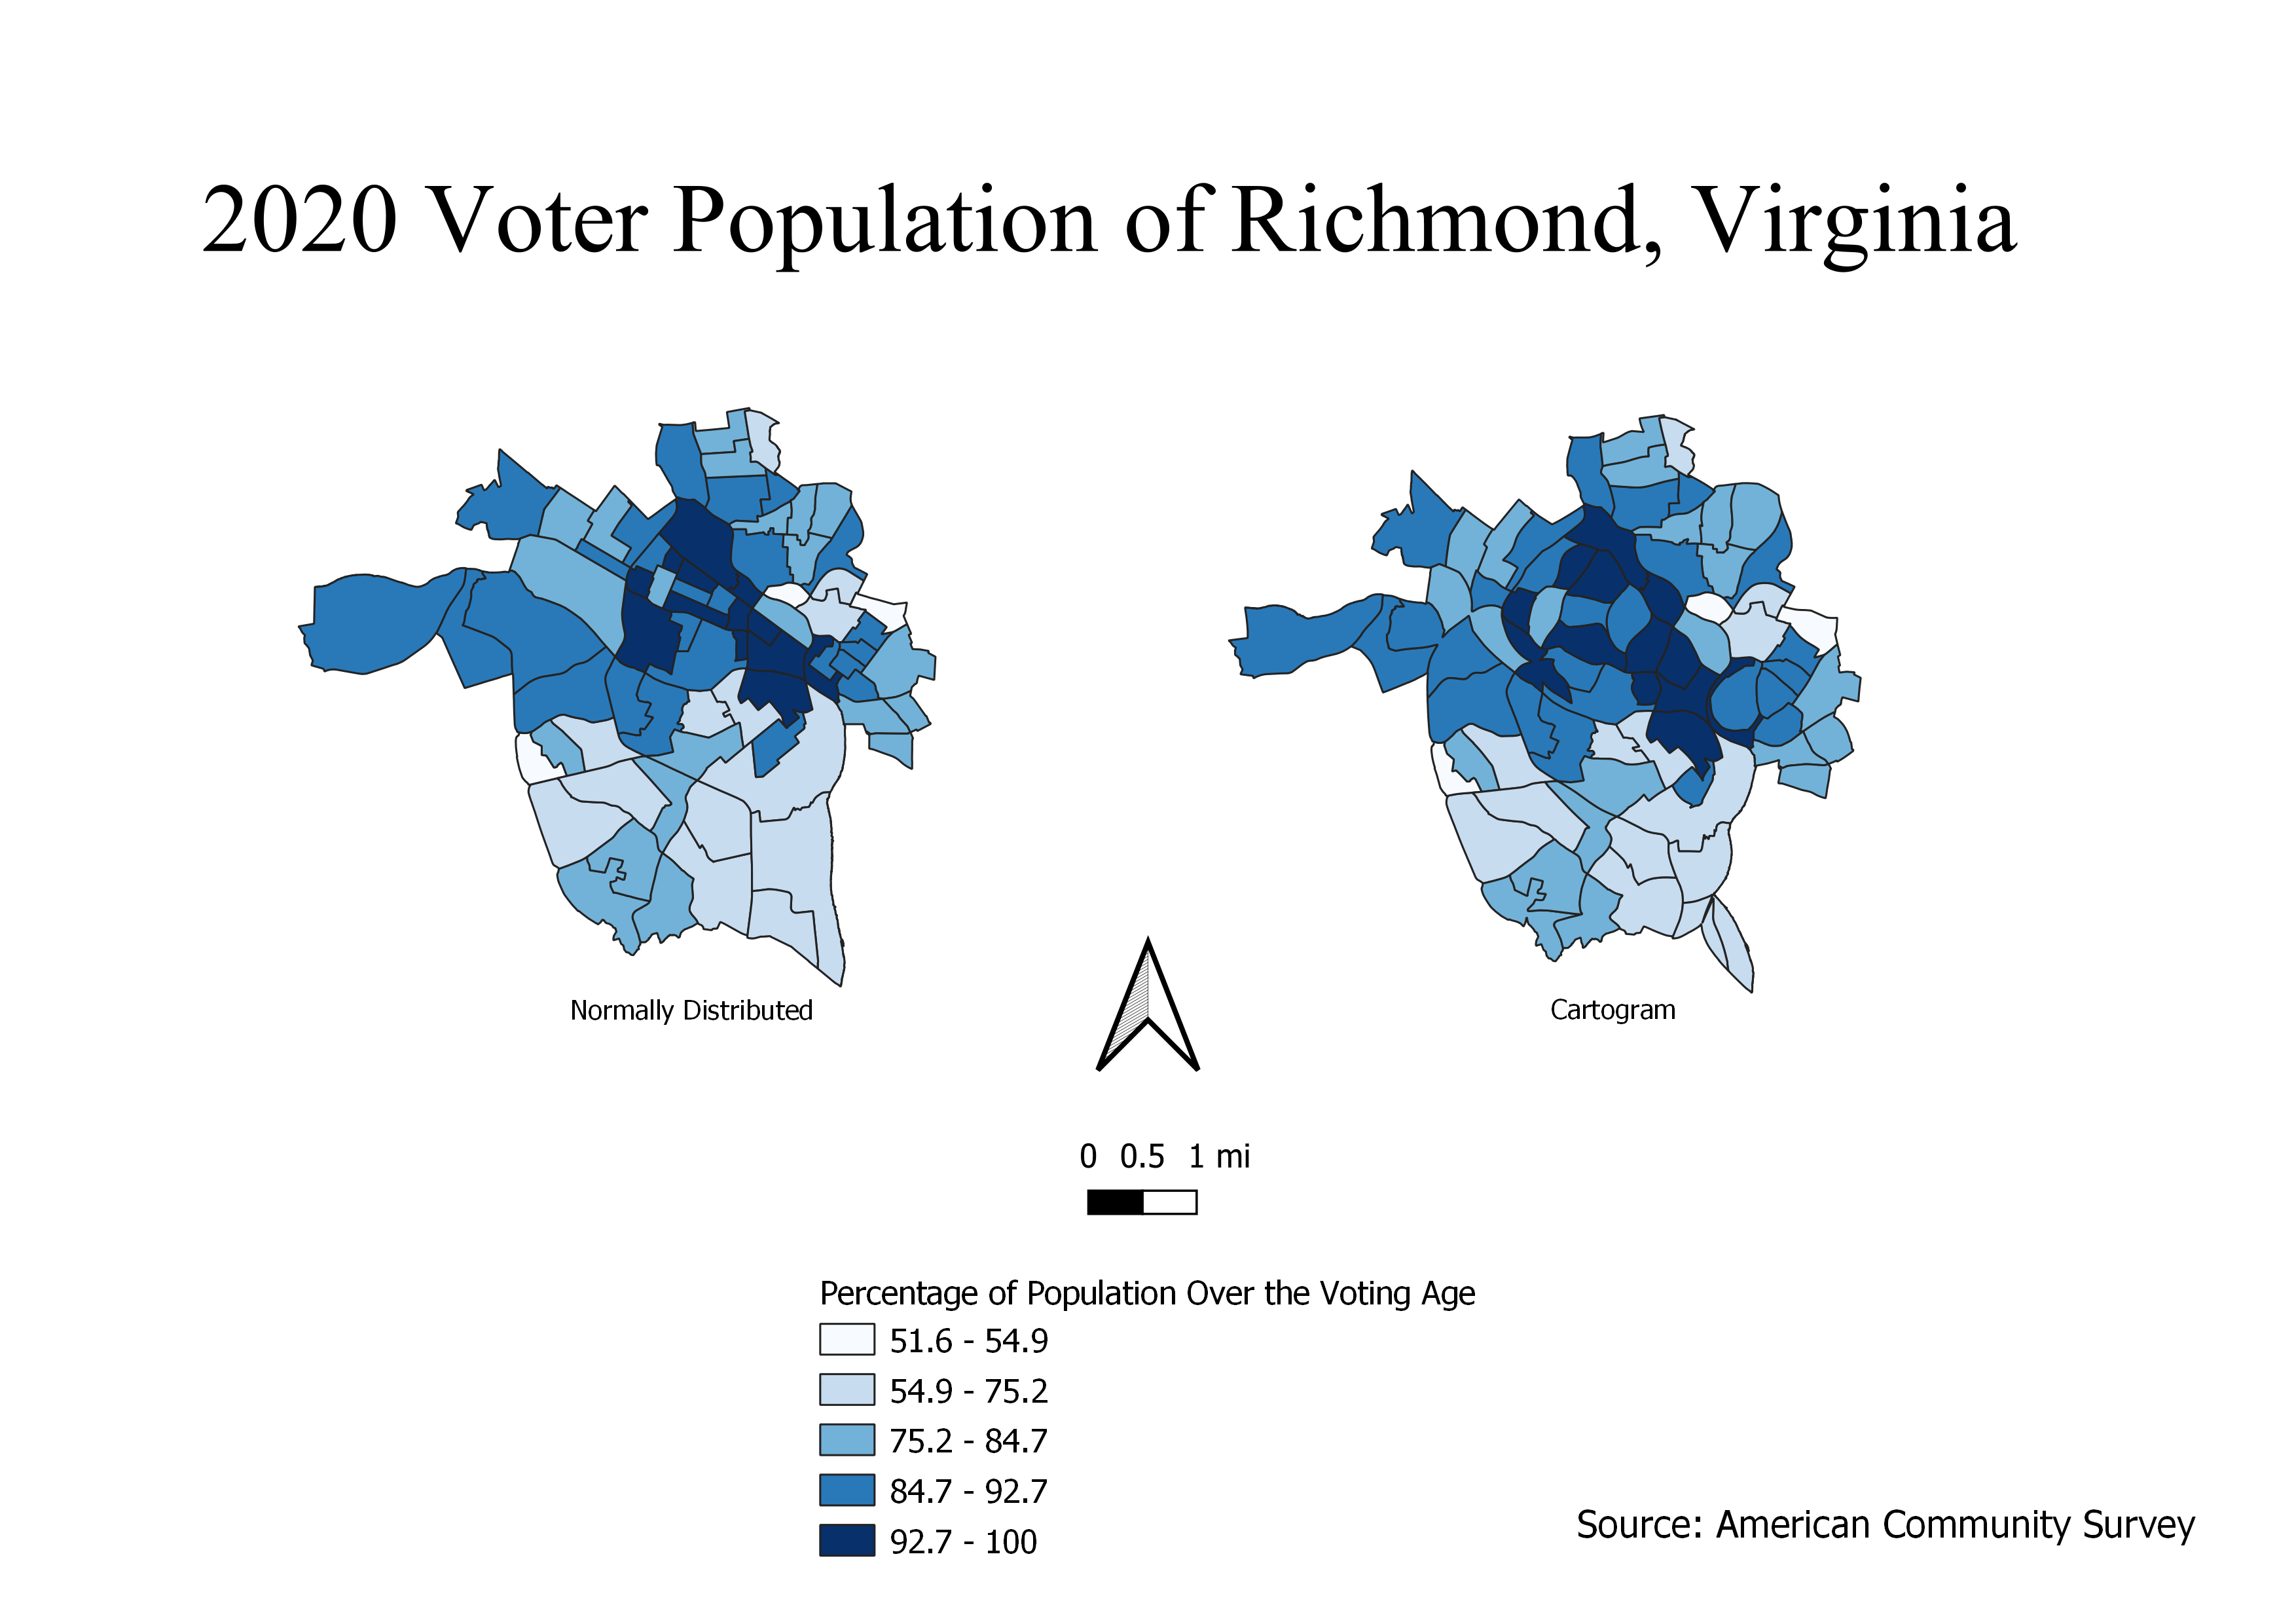 2020 Voter Population of Richmond, Virginia
Normally Distributed
Cartogram
0 0.5 1 mi
Percentage of Population Over the Voting Age
51.6 - 54.9
54.9 - 75.2
75.2 - 84.7
84.7 - 92.7
92.7 - 100
Source: American Community Survey